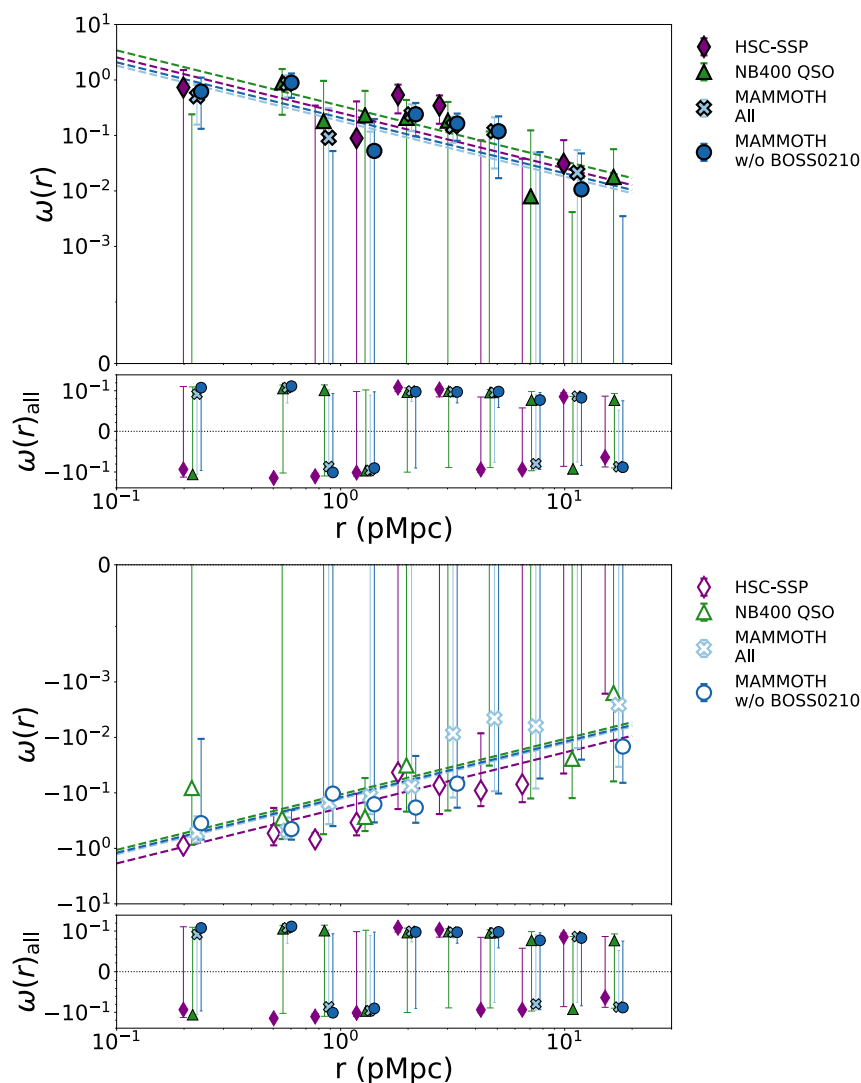 10^1
10^0
10^-1
10^-2
10^-3
0
ω(r)
HSC-SSP
NB400 QSO
MAMMOTH
All
MAMMOTH
w/o BOSS0210
10^-1
0
−10^-1
ω(r)_all
10^-1
10^0
10^1
r (pMpc)
0
−10^-3
−10^-2
−10^-1
−10^0
−10^1
ω(r)
HSC-SSP
NB400 QSO
MAMMOTH
All
MAMMOTH
w/o BOSS0210
10^-1
0
−10^-1
ω(r)_all
10^-1
10^0
10^1
r (pMpc)